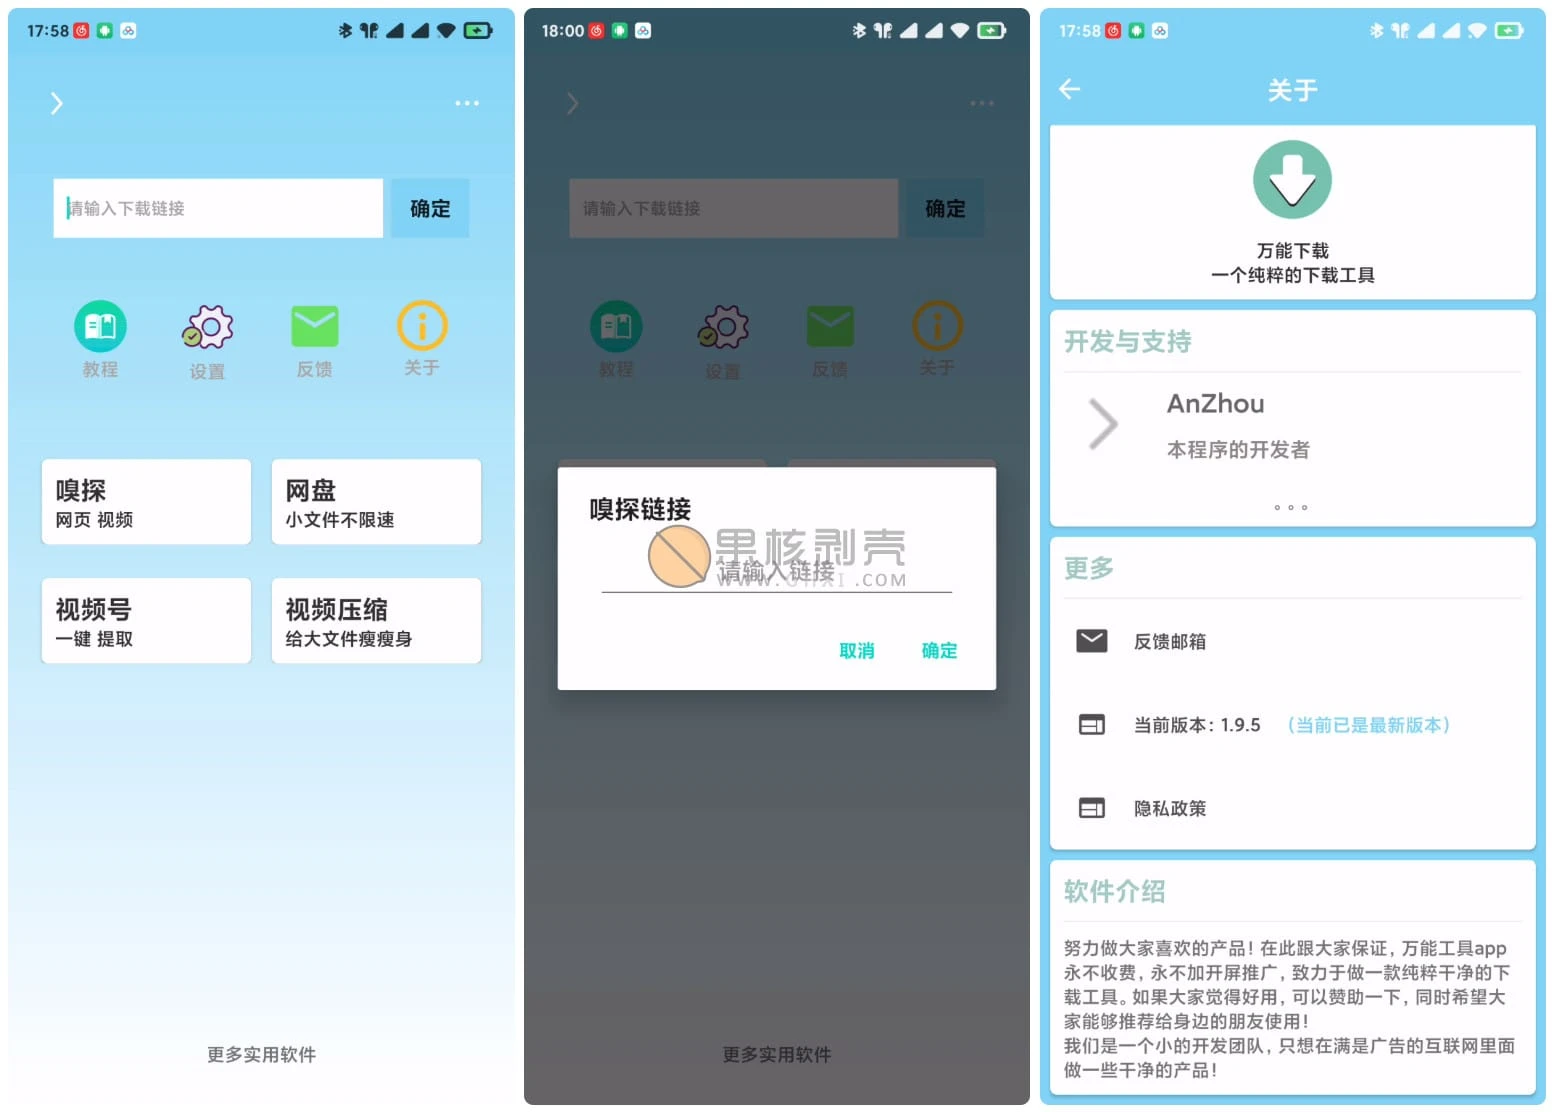 17:58
请输入下载链接
确定
教程
设置
反馈
关于
嗅探
网页 视频
网盘
小文件不限速
视频号
一键 提取
视频压缩
给大文件瘦瘦身
更多实用软件
18:00
请输入下载链接
确定
教程
设置
反馈
关于
嗅探链接
果核剥壳
请输入链接
取消
确定
更多实用软件
17:58
关于
万能下载
一个纯粹的下载工具
开发与支持
AnZhou
本程序的开发者
更多
反馈邮箱
当前版本: 1.9.5 （当前已是最新版本）
隐私政策
软件介绍
努力做大家喜欢的产品! 在此跟大家保证, 万能工具app
永不收费, 永不加开屏推广, 致力于做一款纯粹干净的下
载工具。如果大家觉得好用, 可以赞助一下, 同时希望大
家能够推荐给身边的朋友使用!
我们是一个小的开发团队, 只想在满是广告的互联网里面
做一些干净的产品!